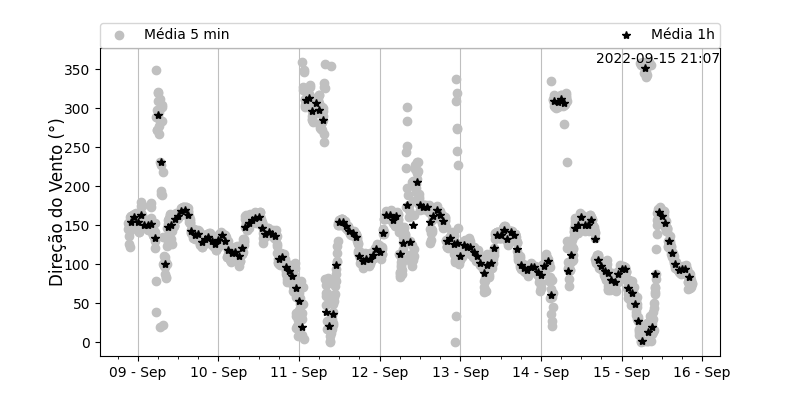 Média 5 min
Média 1h
2022-09-15 21:07
Direção do Vento (°)
350
300
250
200
150
100
50
0
09 - Sep
10 - Sep
11 - Sep
12 - Sep
13 - Sep
14 - Sep
15 - Sep
16 - Sep